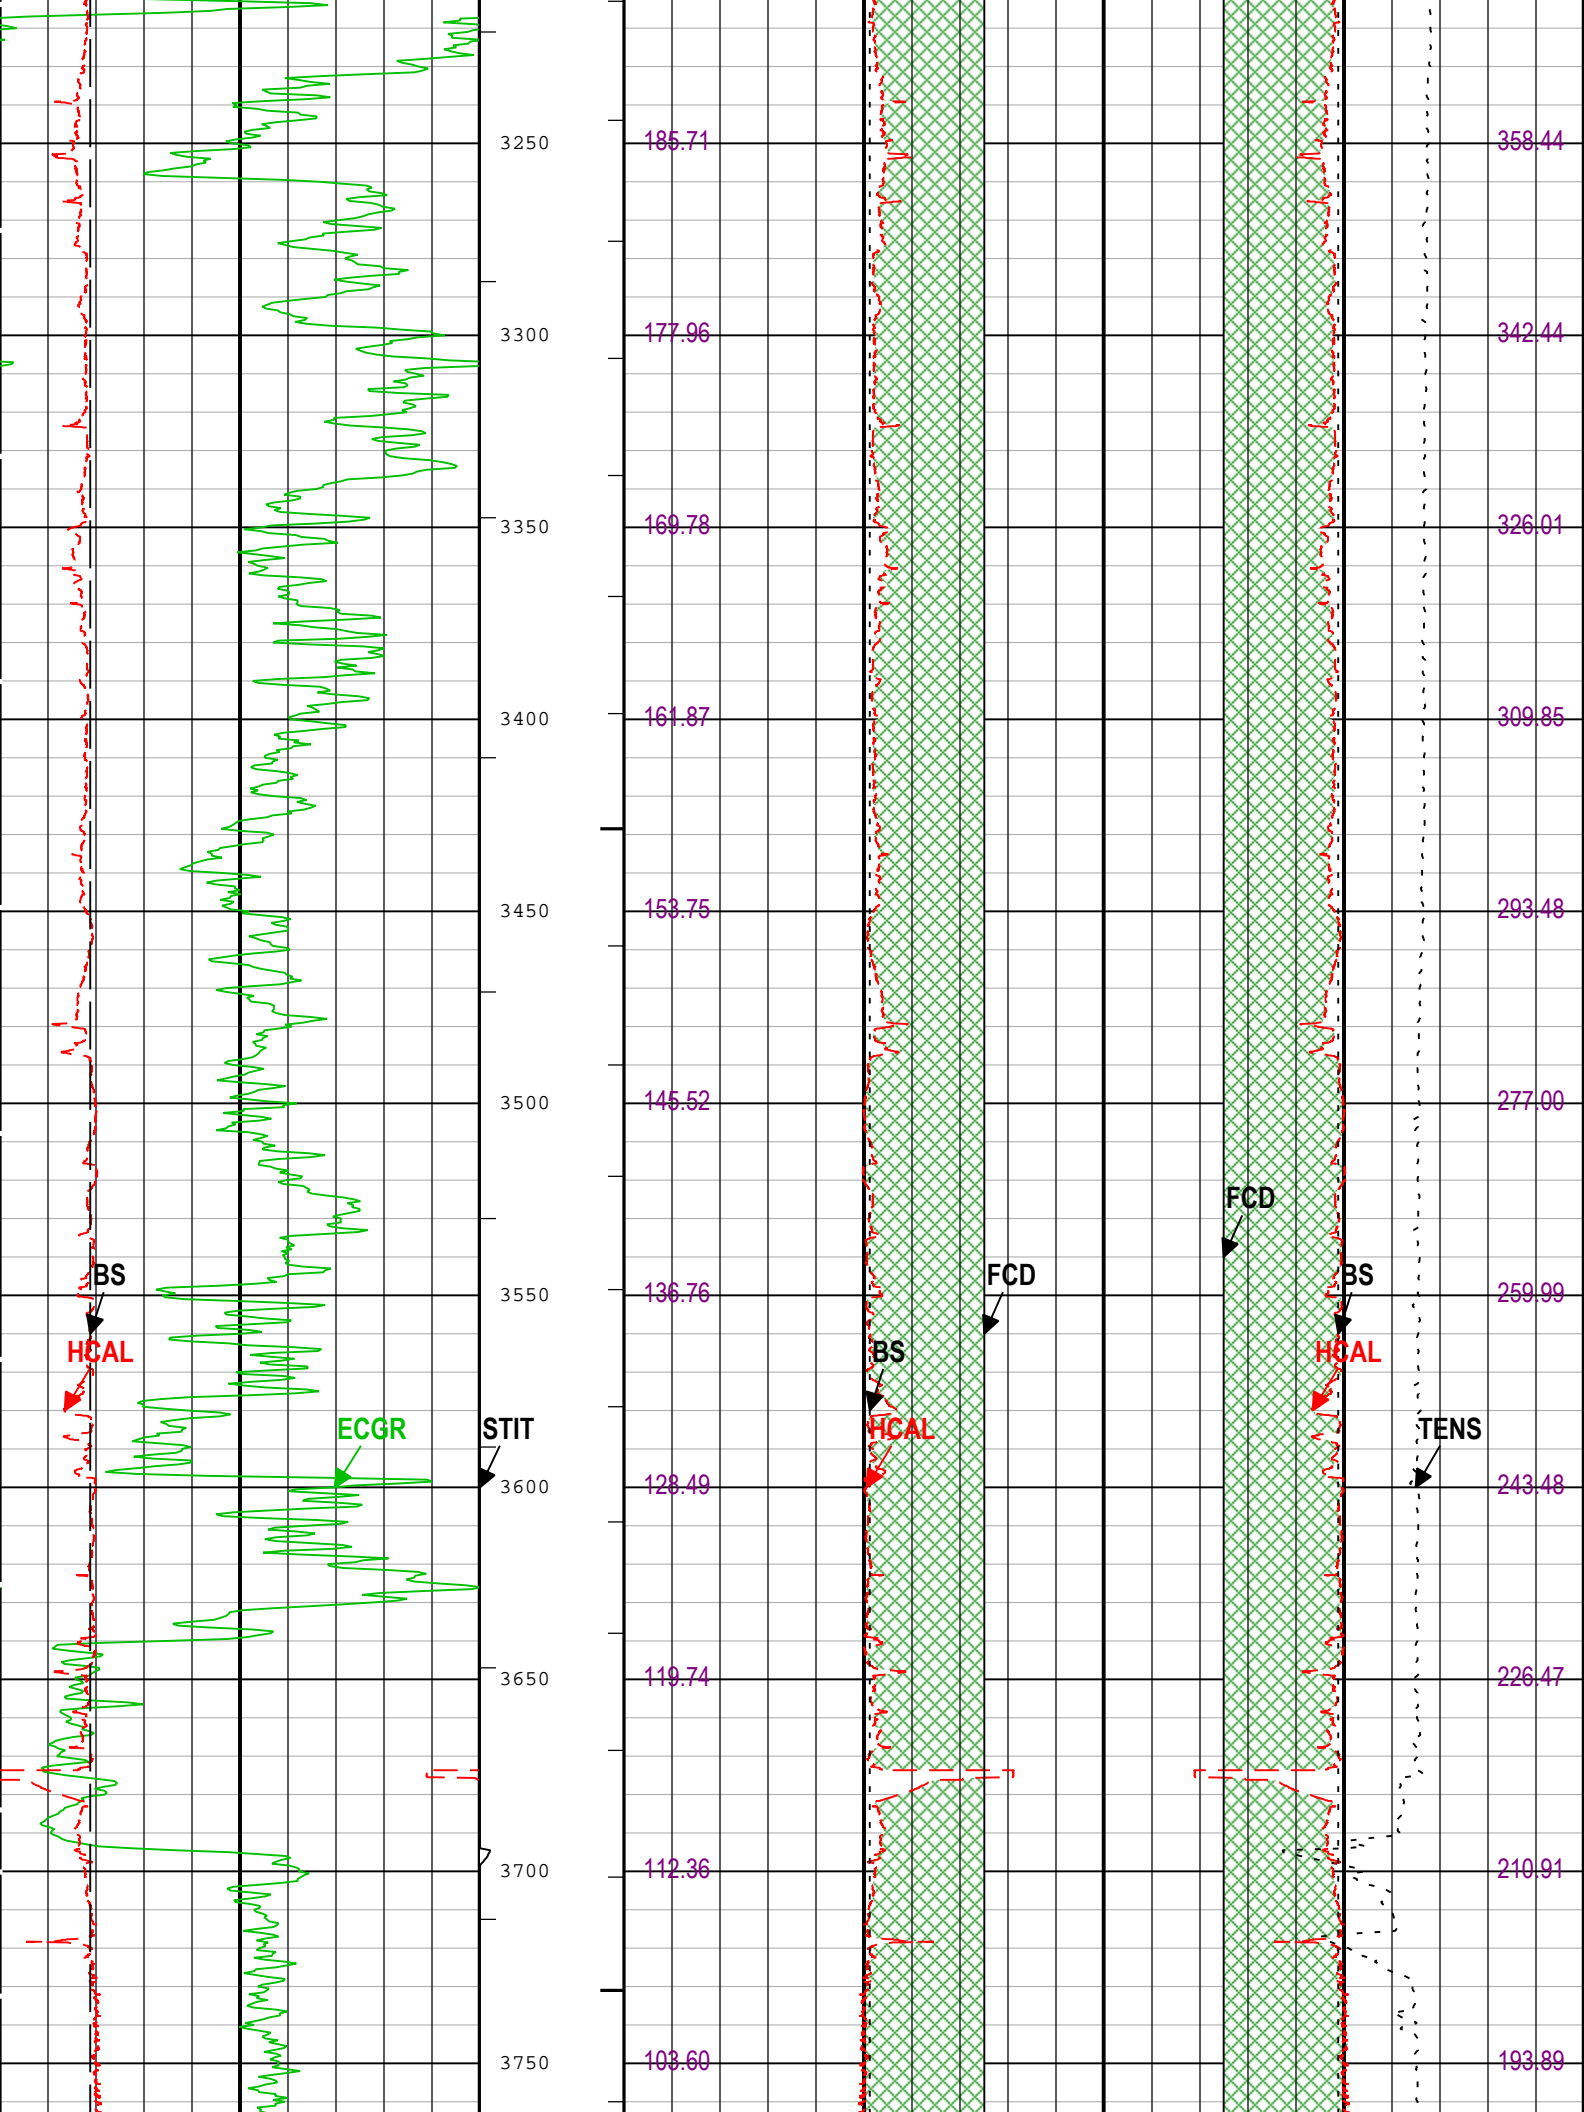 3250 185.71 358.44
3300 177.96 342.44
3350 169.78 326.01
3400 161.87 309.85
3450 153.75 293.48
3500 145.52 277.00
FCD
BS FCD BS
3550 136.76 259.99
HCAL BS HCAL
ECGR STIT HCAL TENS
3600 128.49 243.48
3650 119.74 226.47
3700 112.36 210.91
3750 103.60 193.89